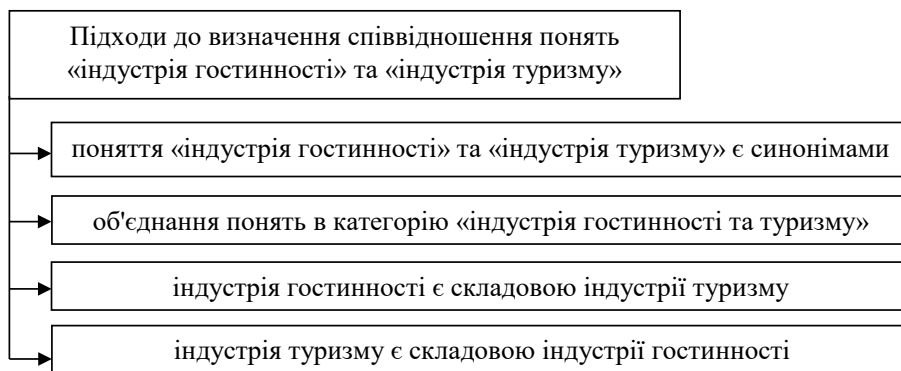 Підходи до визначення співвідношення понять
«індустрія гостинності» та «індустрія туризму»
поняття «індустрія гостинності» та «індустрія туризму» є синонімами
об'єднання понять в категорію «індустрія гостинності та туризму»
індустрія гостинності є складовою індустрії туризму
індустрія туризму є складовою індустрії гостинності